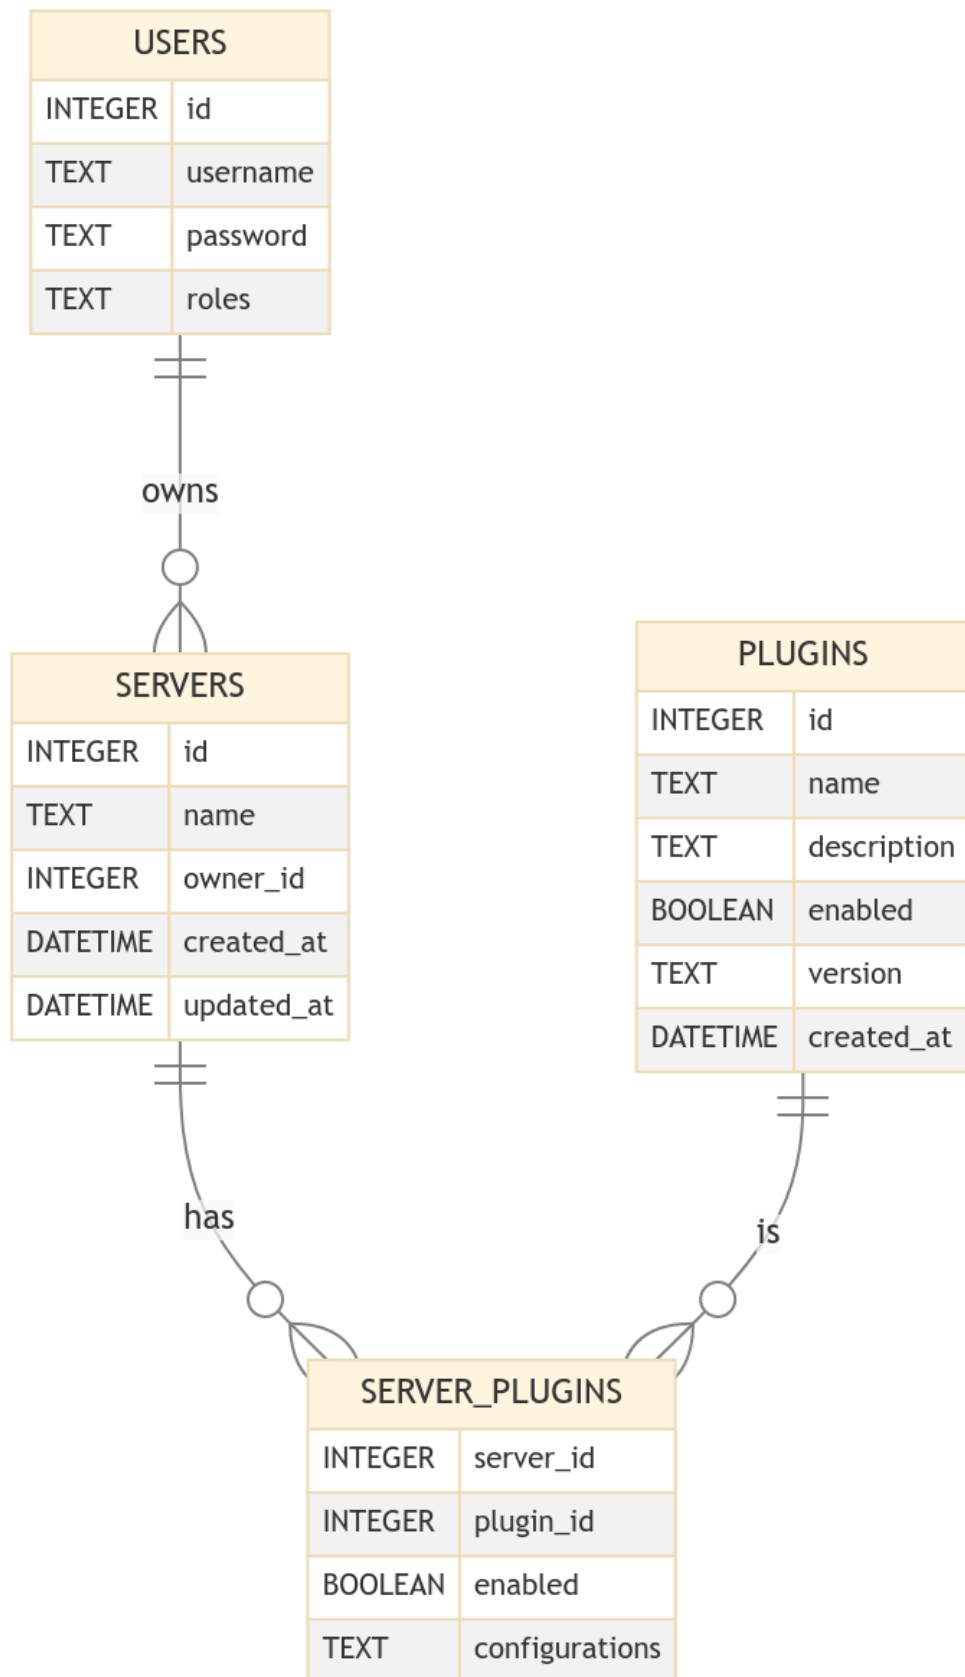 USERS
INTEGER id
TEXT username
TEXT password
TEXT roles
owns
SERVERS
INTEGER id
TEXT name
INTEGER owner_id
DATETIME created_at
DATETIME updated_at
PLUGINS
INTEGER id
TEXT name
TEXT description
BOOLEAN enabled
TEXT version
DATETIME created_at
has
is
SERVER_PLUGINS
INTEGER server_id
INTEGER plugin_id
BOOLEAN enabled
TEXT configurations